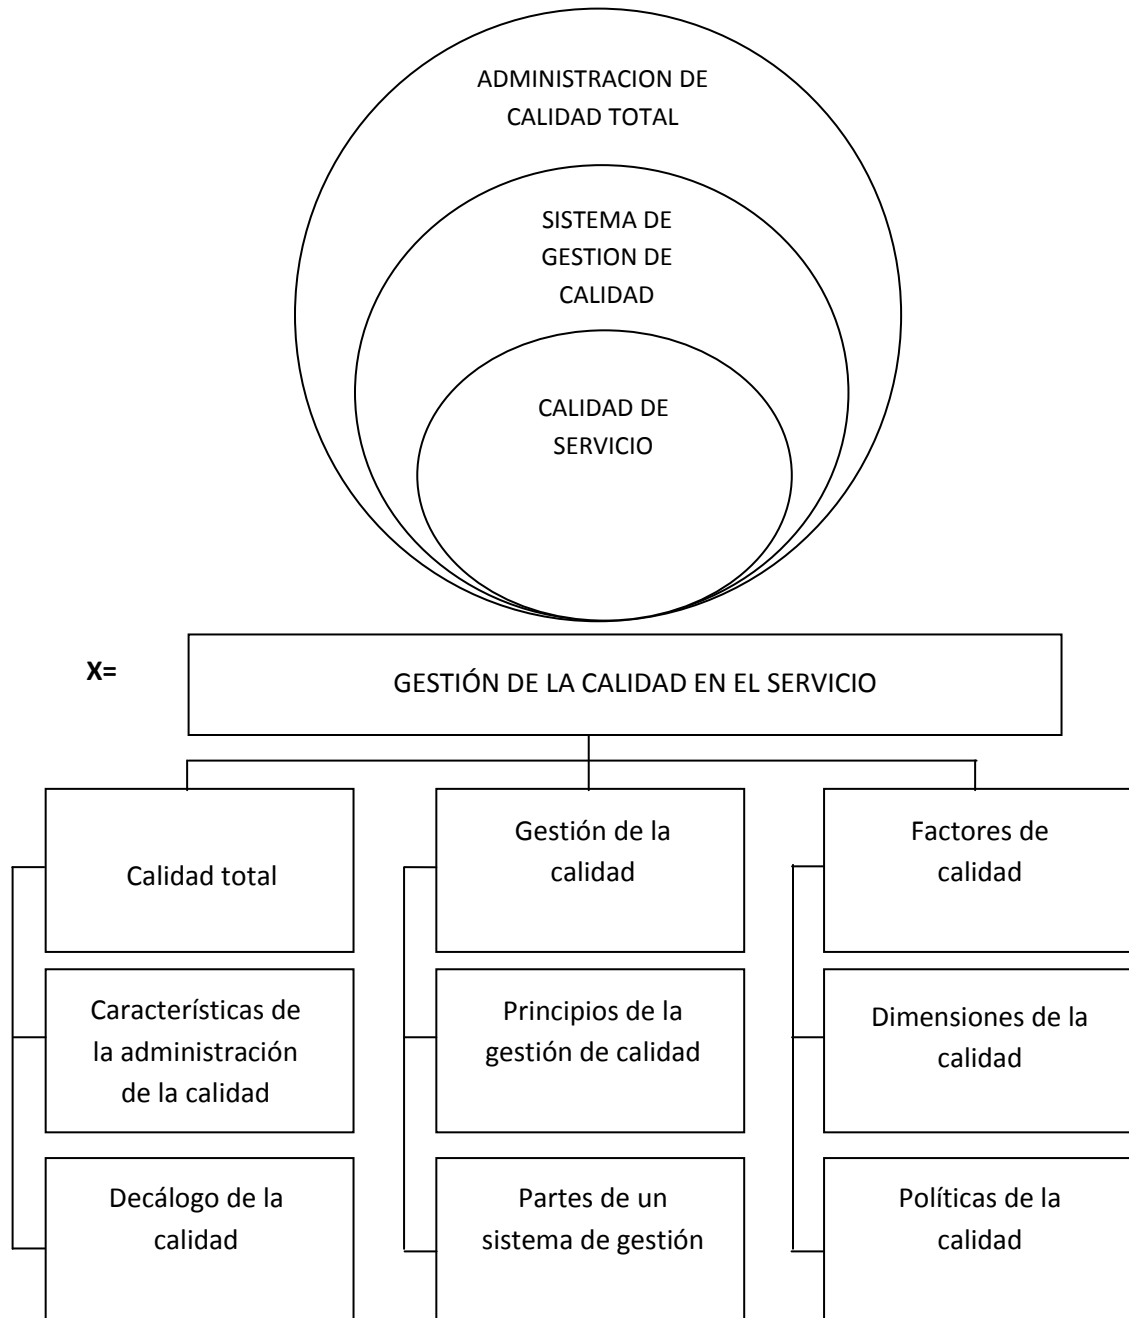 ADMINISTRACION DE
CALIDAD TOTAL
SISTEMA DE
GESTION DE
CALIDAD
CALIDAD DE
SERVICIO
X=
GESTIÓN DE LA CALIDAD EN EL SERVICIO
Calidad total
Gestión de la
calidad
Factores de
calidad
Características de
la administración
de la calidad
Principios de la
gestión de calidad
Dimensiones de la
calidad
Decálogo de la
calidad
Partes de un
sistema de gestión
Políticas de la
calidad